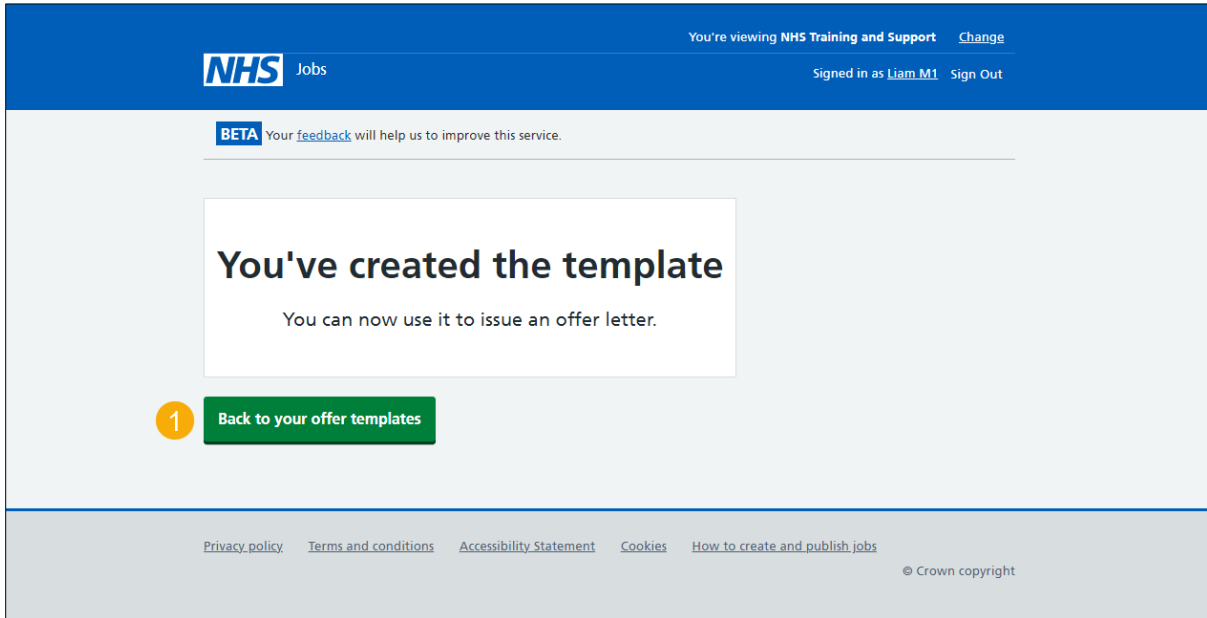 You're viewing NHS Training and Support Change
NHS Jobs
Signed in as Liam M1 Sign Out
BETA Your feedback will help us to improve this service.
You've created the template
You can now use it to issue an offer letter.
1 Back to your offer templates
Privacy policy Terms and conditions Accessibility Statement Cookies How to create and publish jobs
© Crown copyright